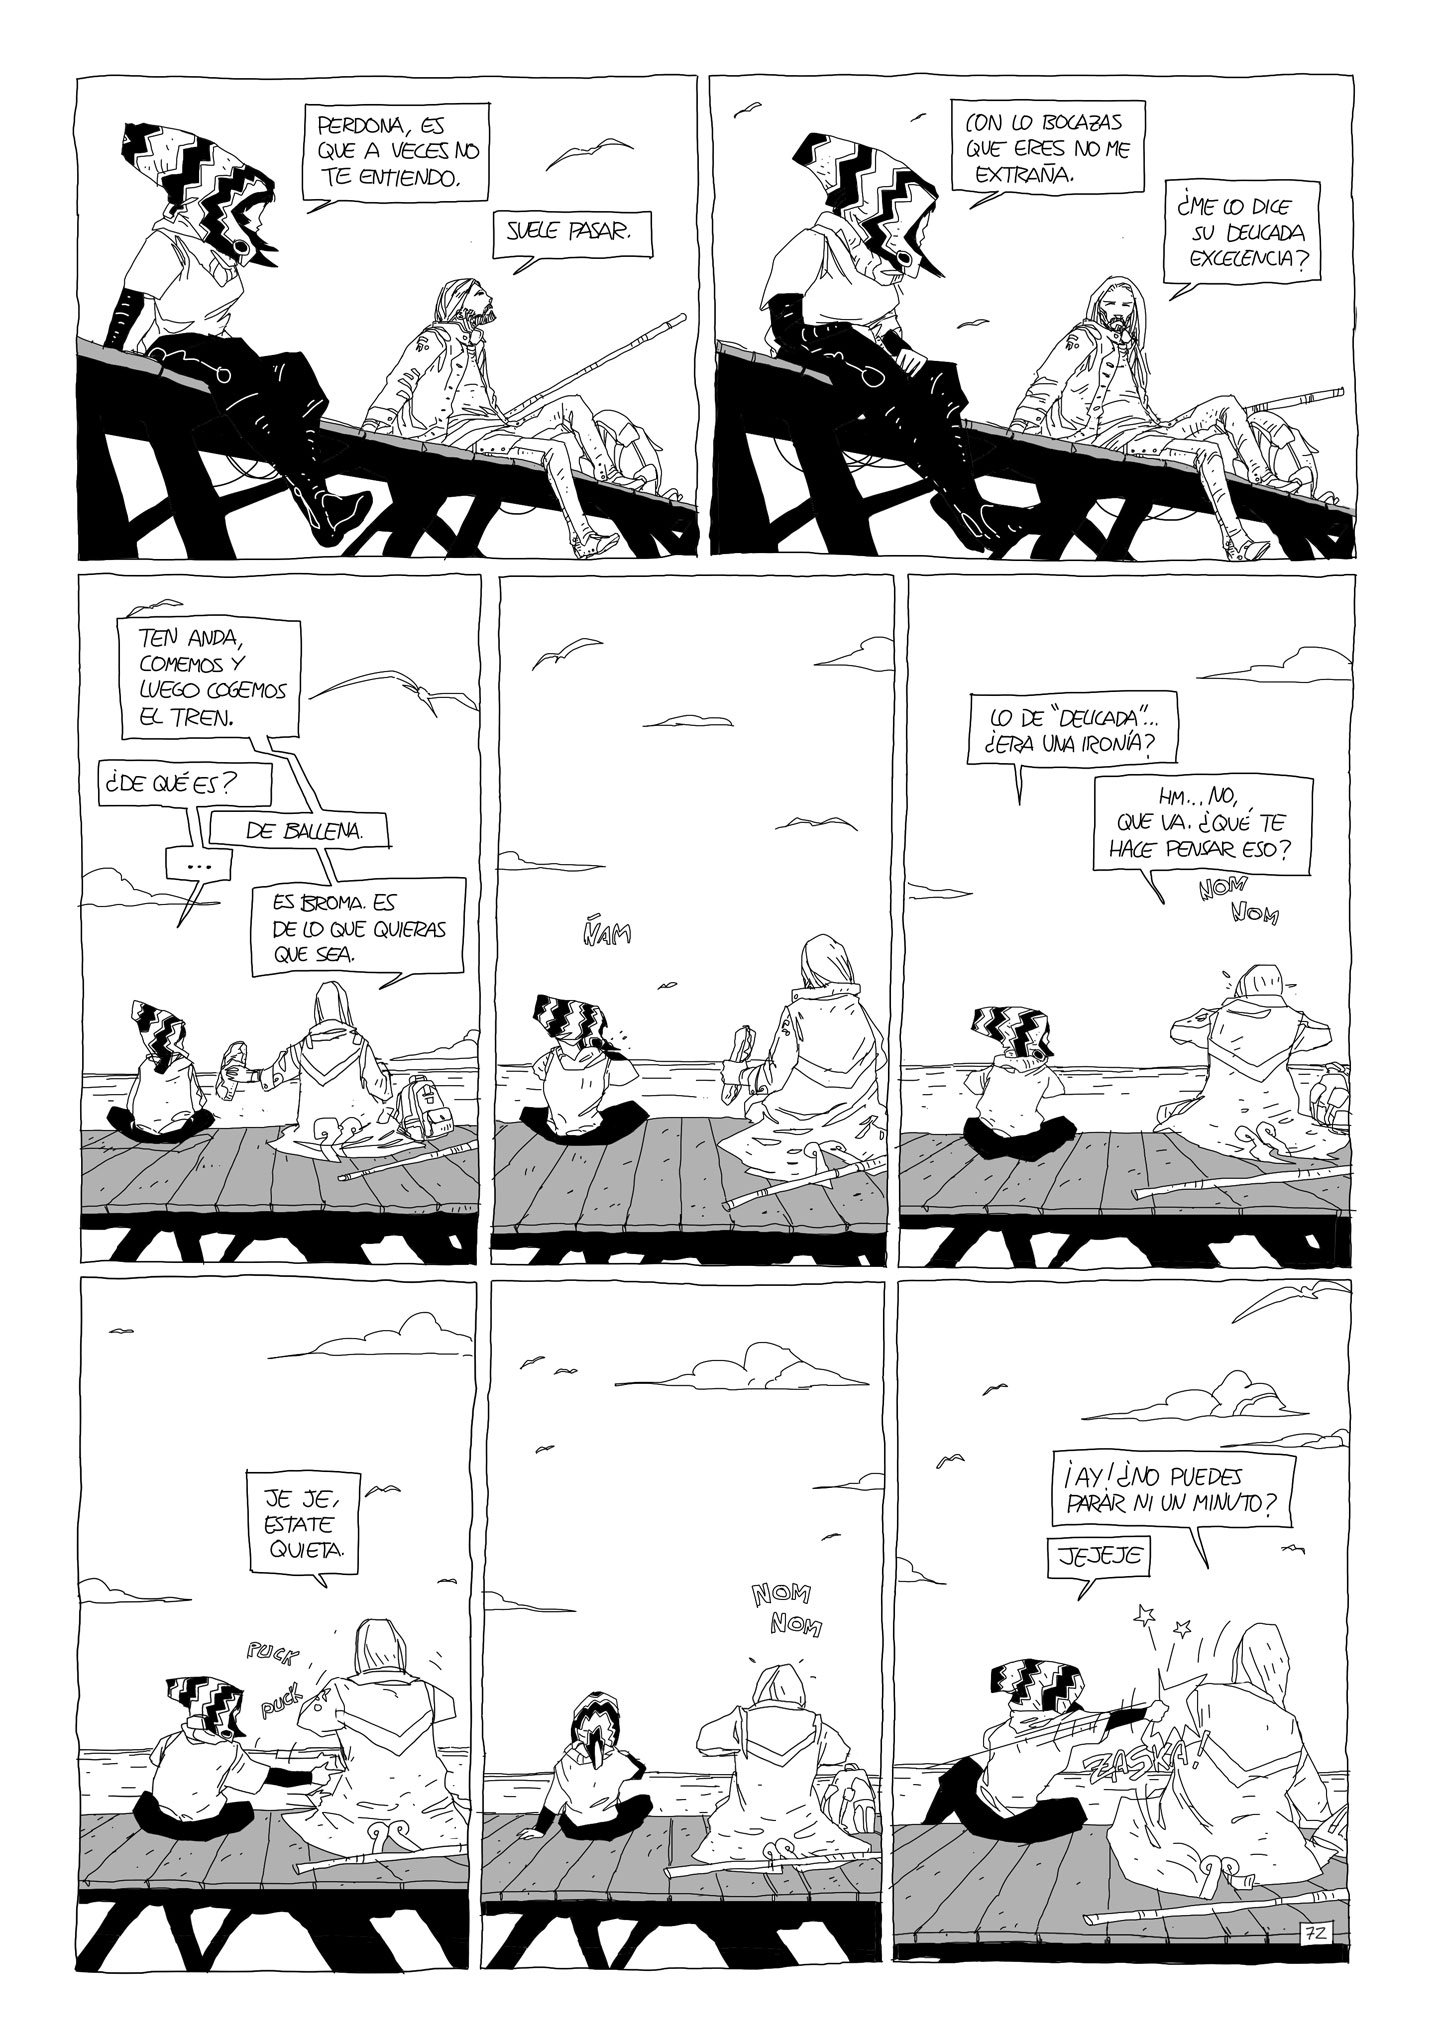 PERDONA, ES
QUE A VECES NO
TE ENTIENDO.
SUELE PASAR.
CON LO BOCAZAS
QUE ERES NO ME
EXTRAÑA.
¿ME LO DICE
SU DELICADA
EXCELENCIA?
TEN ANDA,
COMEMOS Y
LUEGO COGEMOS
EL TREN.
¿DE QUÉ ES?
DE BALLENA.
...
ES BROMA. ES
DE LO QUE QUIERAS
QUE SEA.
ÑAM
LO DE "DELICADA"...
¿ERA UNA IRONÍA?
HM... NO,
QUE VA. ¿QUÉ TE
HACE PENSAR ESO?
NOM
NOM
JE JE,
ESTATE
QUIETA.
PUCK
PUCK
NOM
NOM
¡AY! ¿NO PUEDES
PARAR NI UN MINUTO?
JEJEJE
ZASKA!
72